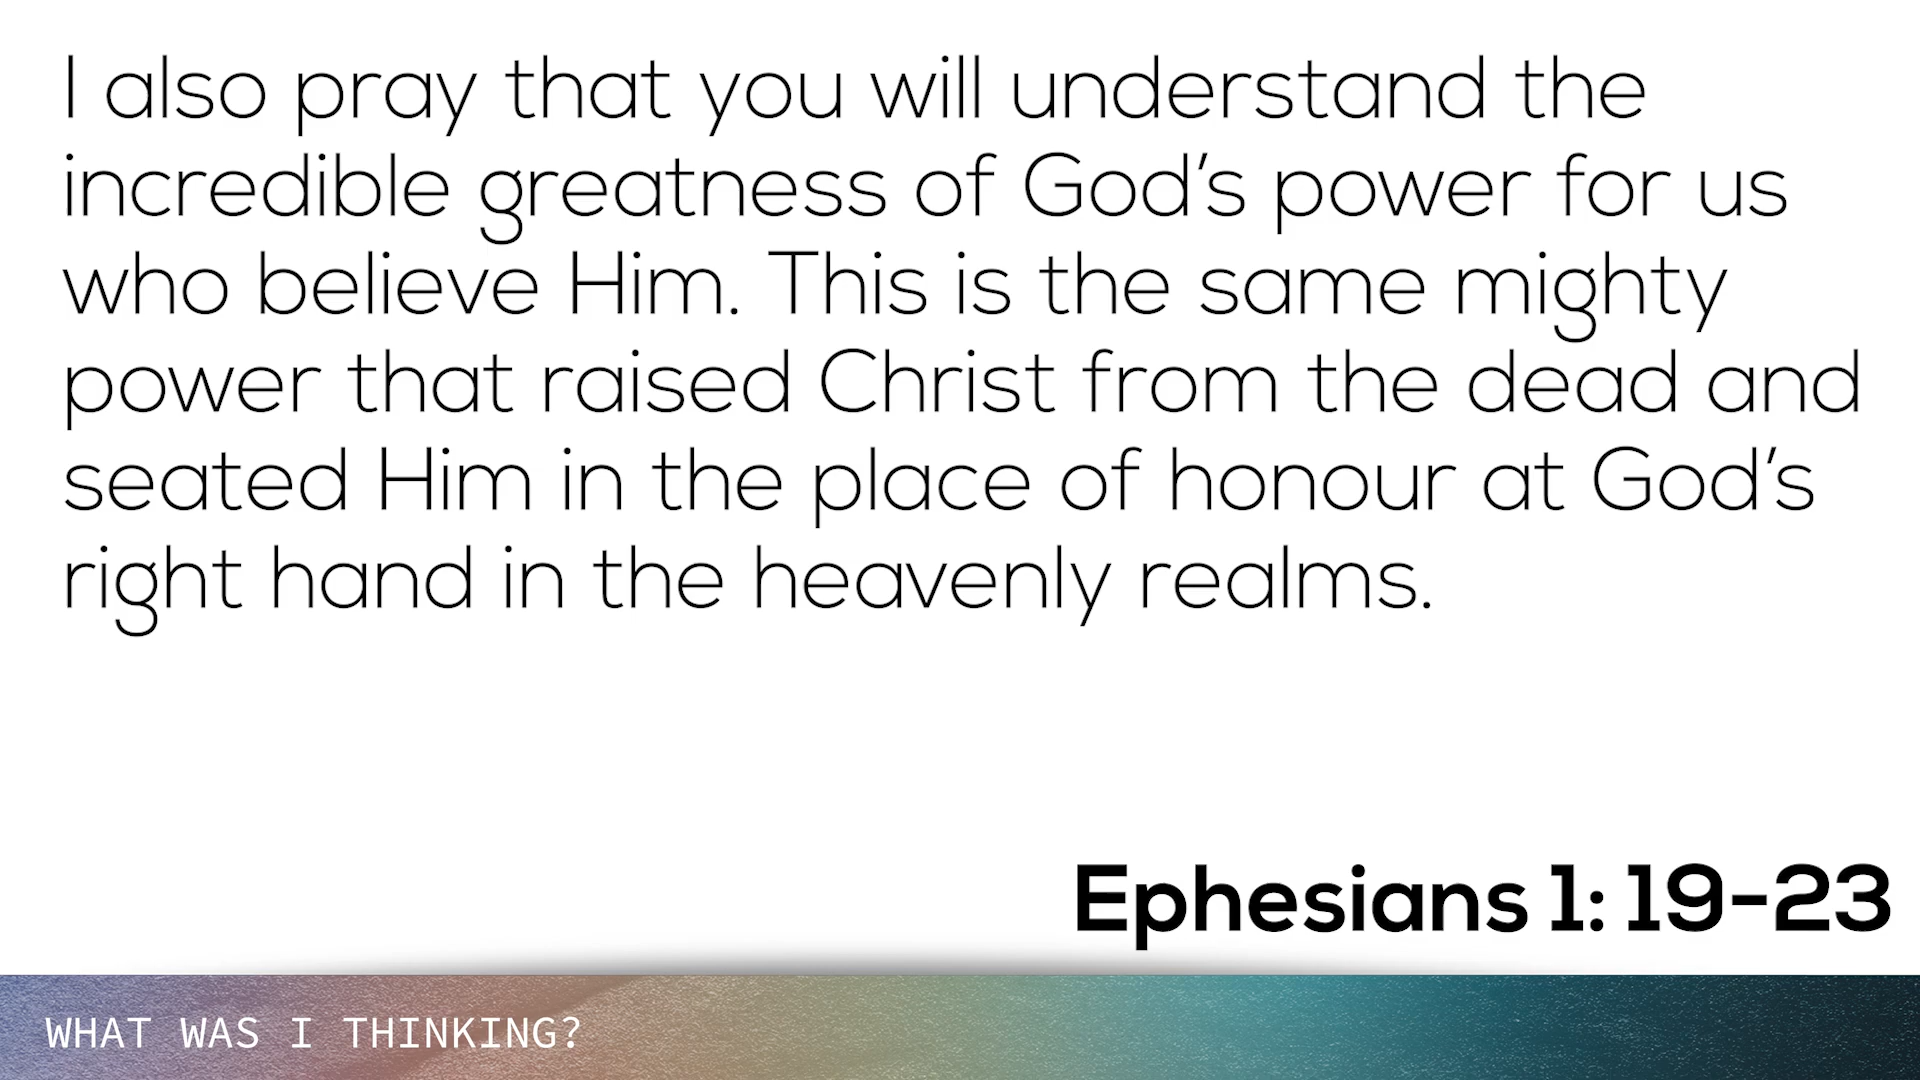 I also pray that you will understand the
incredible greatness of God’s power for us
who believe Him. This is the same mighty
power that raised Christ from the dead and
seated Him in the place of honour at God’s
right hand in the heavenly realms.
Ephesians 1: 19-23
WHAT WAS I THINKING?